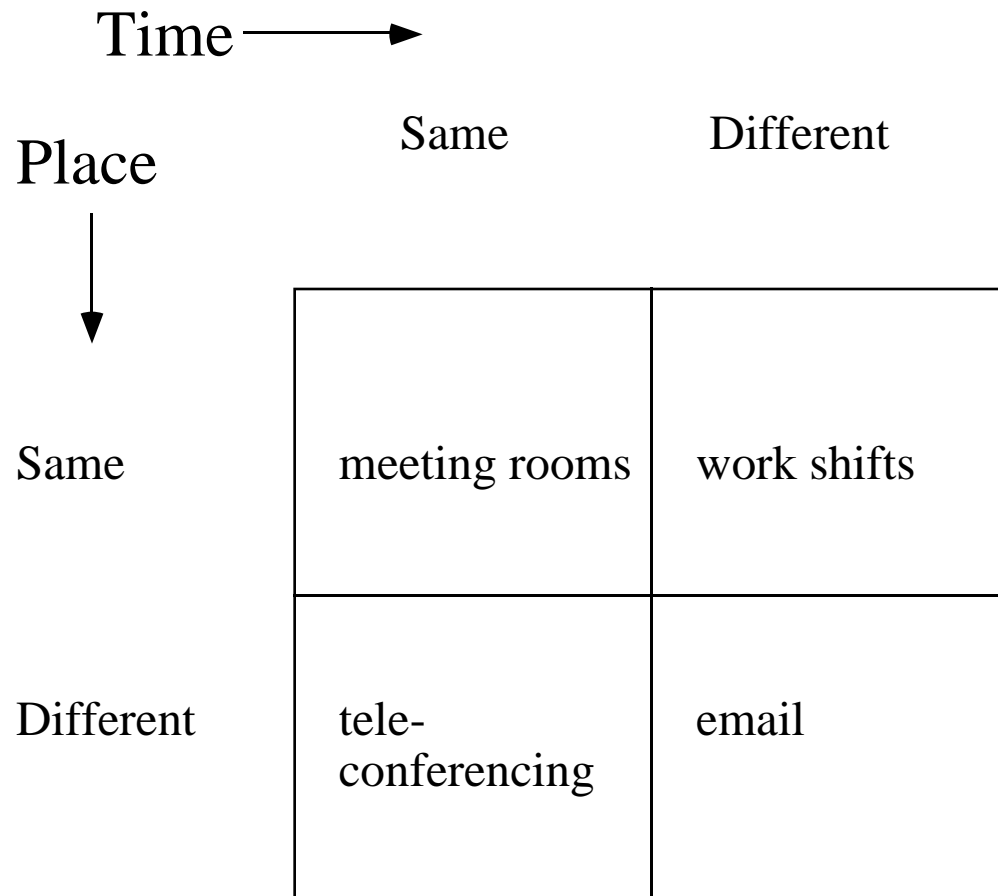 Time
Same Different
Place
Same meeting rooms work shifts
Different tele- email
conferencing